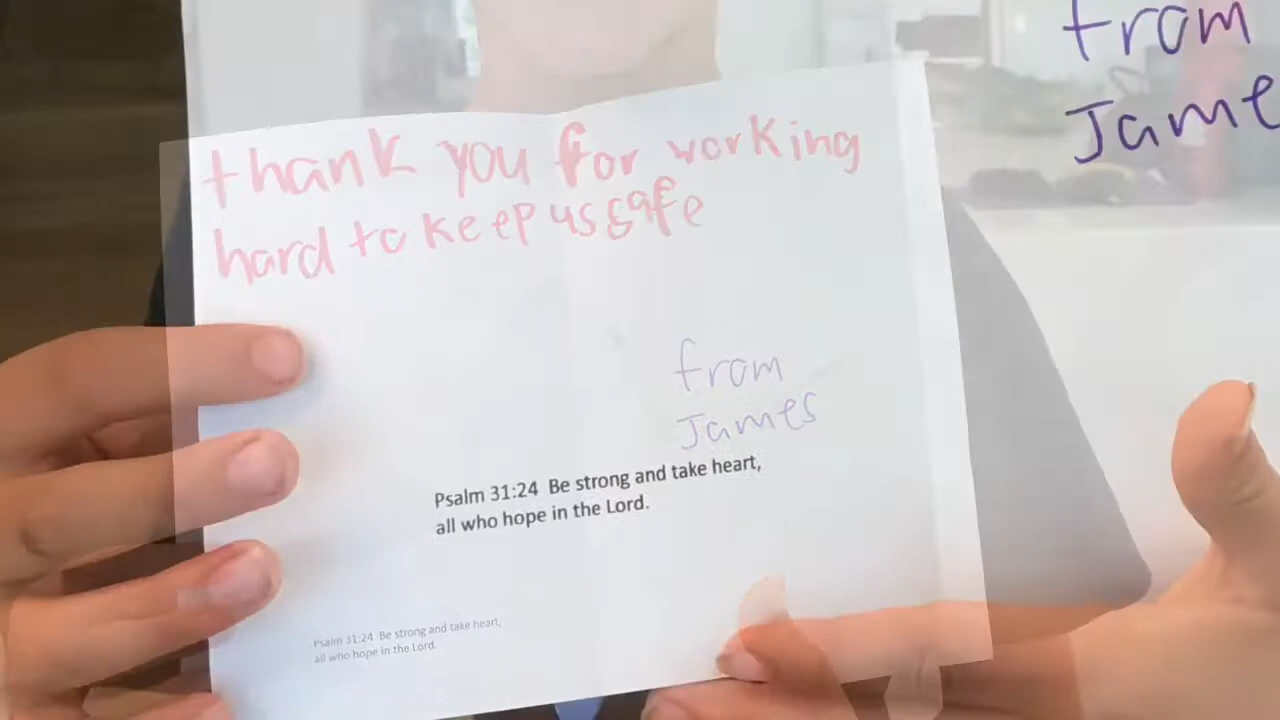 from
Jame
thank you for working
hard to keep us safe
from
James
Psalm 31:24 Be strong and take heart,
all who hope in the Lord.
Psalm 31:24 Be strong and take heart,
all who hope in the Lord.